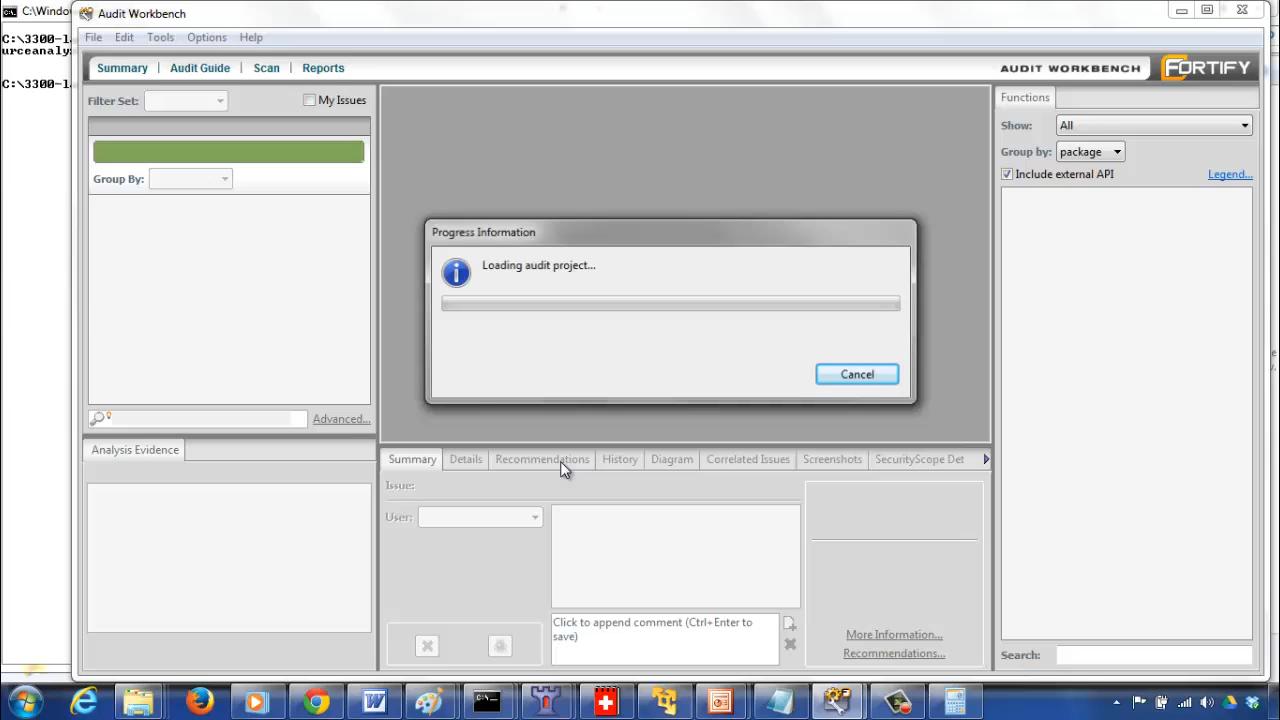 C:\Windo
Audit Workbench
C:\3300-1
urceanaly
C:\3300-1
File Edit Tools Options Help
Summary Audit Guide Scan Reports
AUDIT WORKBENCH FORTIFY
Filter Set:
My Issues
Group By:
Advanced...
Analysis Evidence
Progress Information
Loading audit project...
Cancel
Functions
Show: All
Group by: package
Include external API Legend...
Search:
Summary Details Recommendations History Diagram Correlated Issues Screenshots SecurityScope Det
Issue:
User:
Click to append comment (Ctrl+Enter to
save)
More Information...
Recommendations...